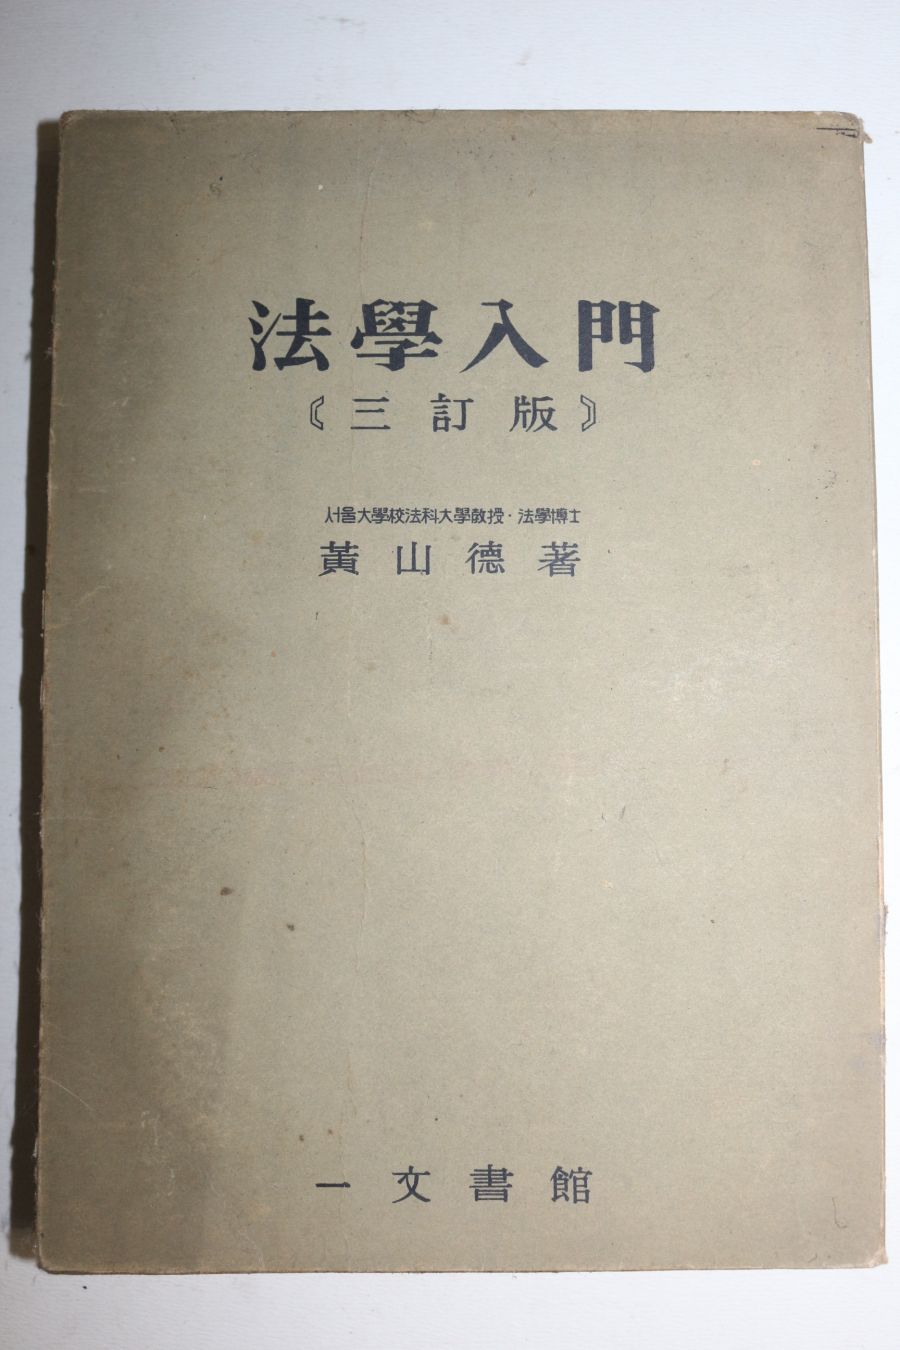 法學入門
〘三訂版〙
서울大學校法科大學敎授・法學博士
黃山德著
一文書館